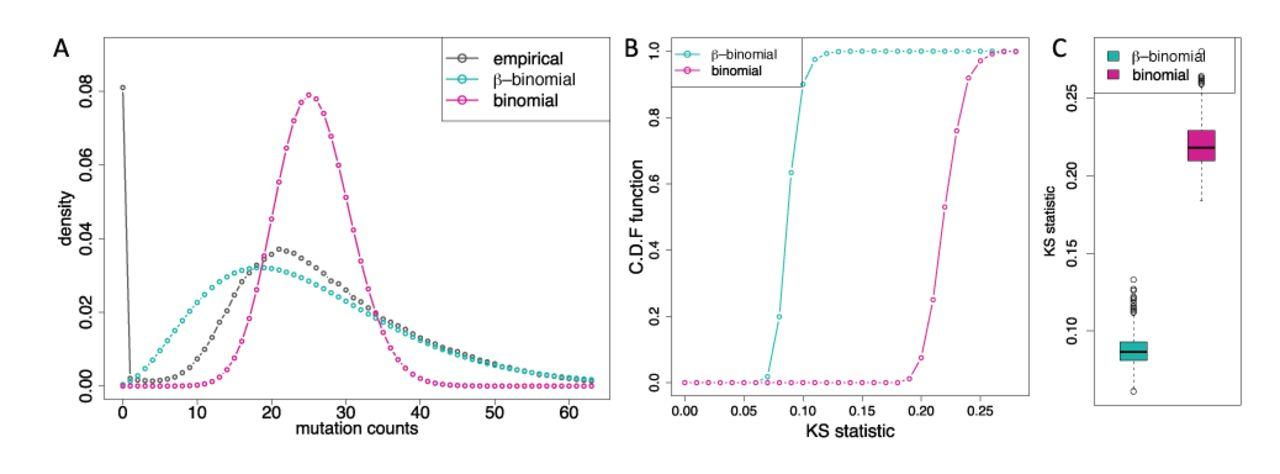 A
empirical
β–binomial
binomial
density
0.00
0.02
0.04
0.06
0.08
0
10
20
30
40
50
60
mutation counts
B
β–binomial
binomial
C.D.F function
0.0
0.2
0.4
0.6
0.8
1.0
0.00
0.05
0.10
0.15
0.20
0.25
KS statistic
C
β–binomial
binomial
KS statistic
0.10
0.15
0.20
0.25